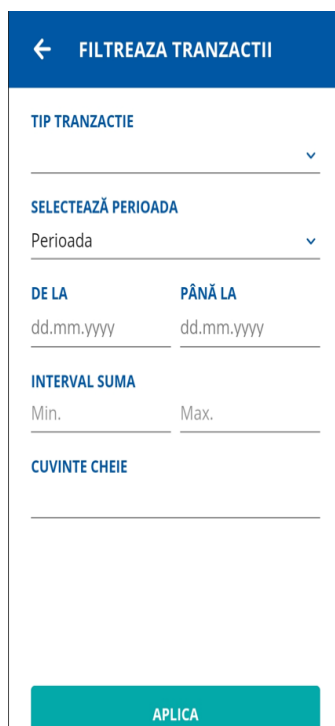 FILTREAZA TRANZACTII
TIP TRANZACTIE
SELECTEAZĂ PERIOADA
Perioada
DE LA PÂNĂ LA
dd.mm.yyyy dd.mm.yyyy
INTERVAL SUMA
Min. Max.
CUVINTE CHEIE
APLICA